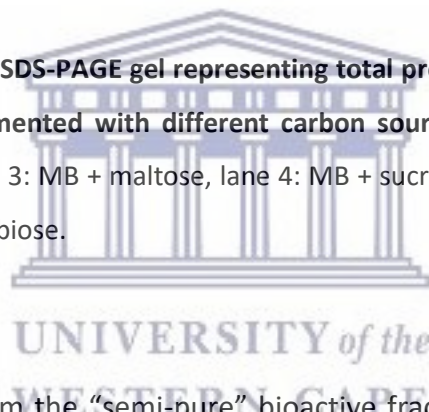 SDS-PAGE gel representing total pr
mented with different carbon sour
3: MB + maltose, lane 4: MB + sucr
biose.
UNIVERSITY of the
m the "semi-pure" bioactive frac
WESTERN CAPE